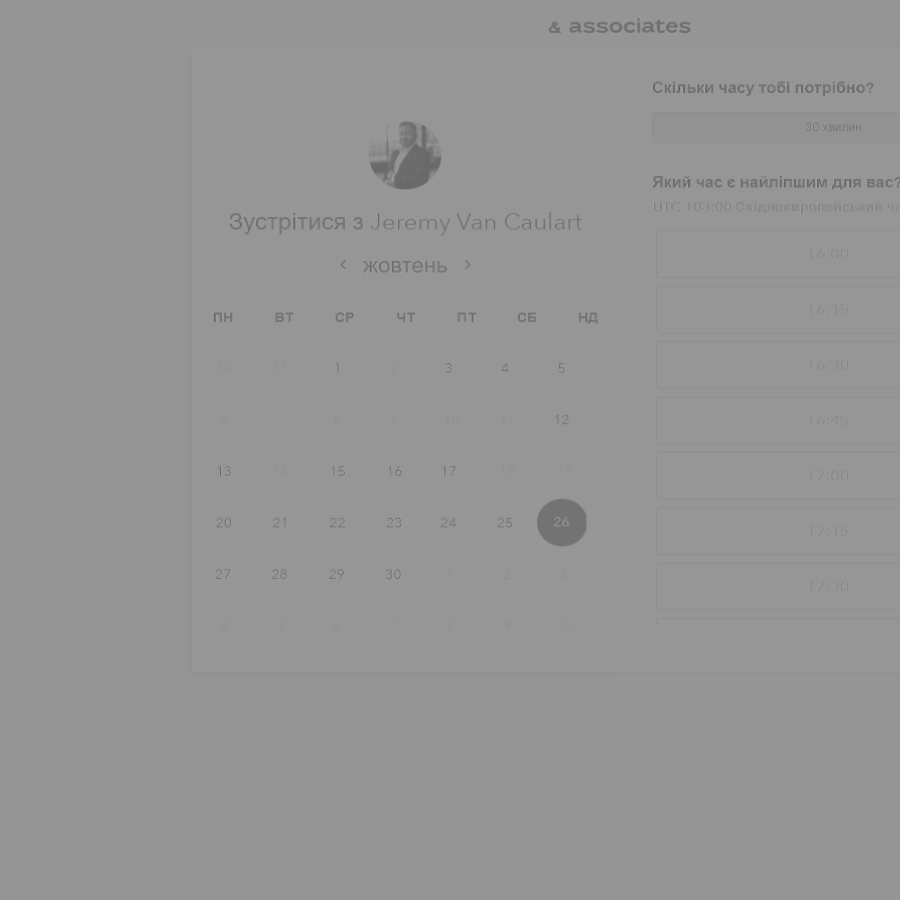 & associates
Скільки часу тобі потрібно?
30 хвилин
Який час є найліпшим для вас?
UTC +03:00 Східноєвропейський ча
Зустрітися з Jeremy Van Caulart
жовтень
ПН ВТ СР ЧТ ПТ СБ НД
30 31 1 2 3 4 5
6 7 8 9 10 11 12
13 14 15 16 17 18 19
20 21 22 23 24 25 26
27 28 29 30 1 2 3
4 5 6 7 8 9 10
16:00
16:15
16:30
16:45
17:00
17:15
17:30